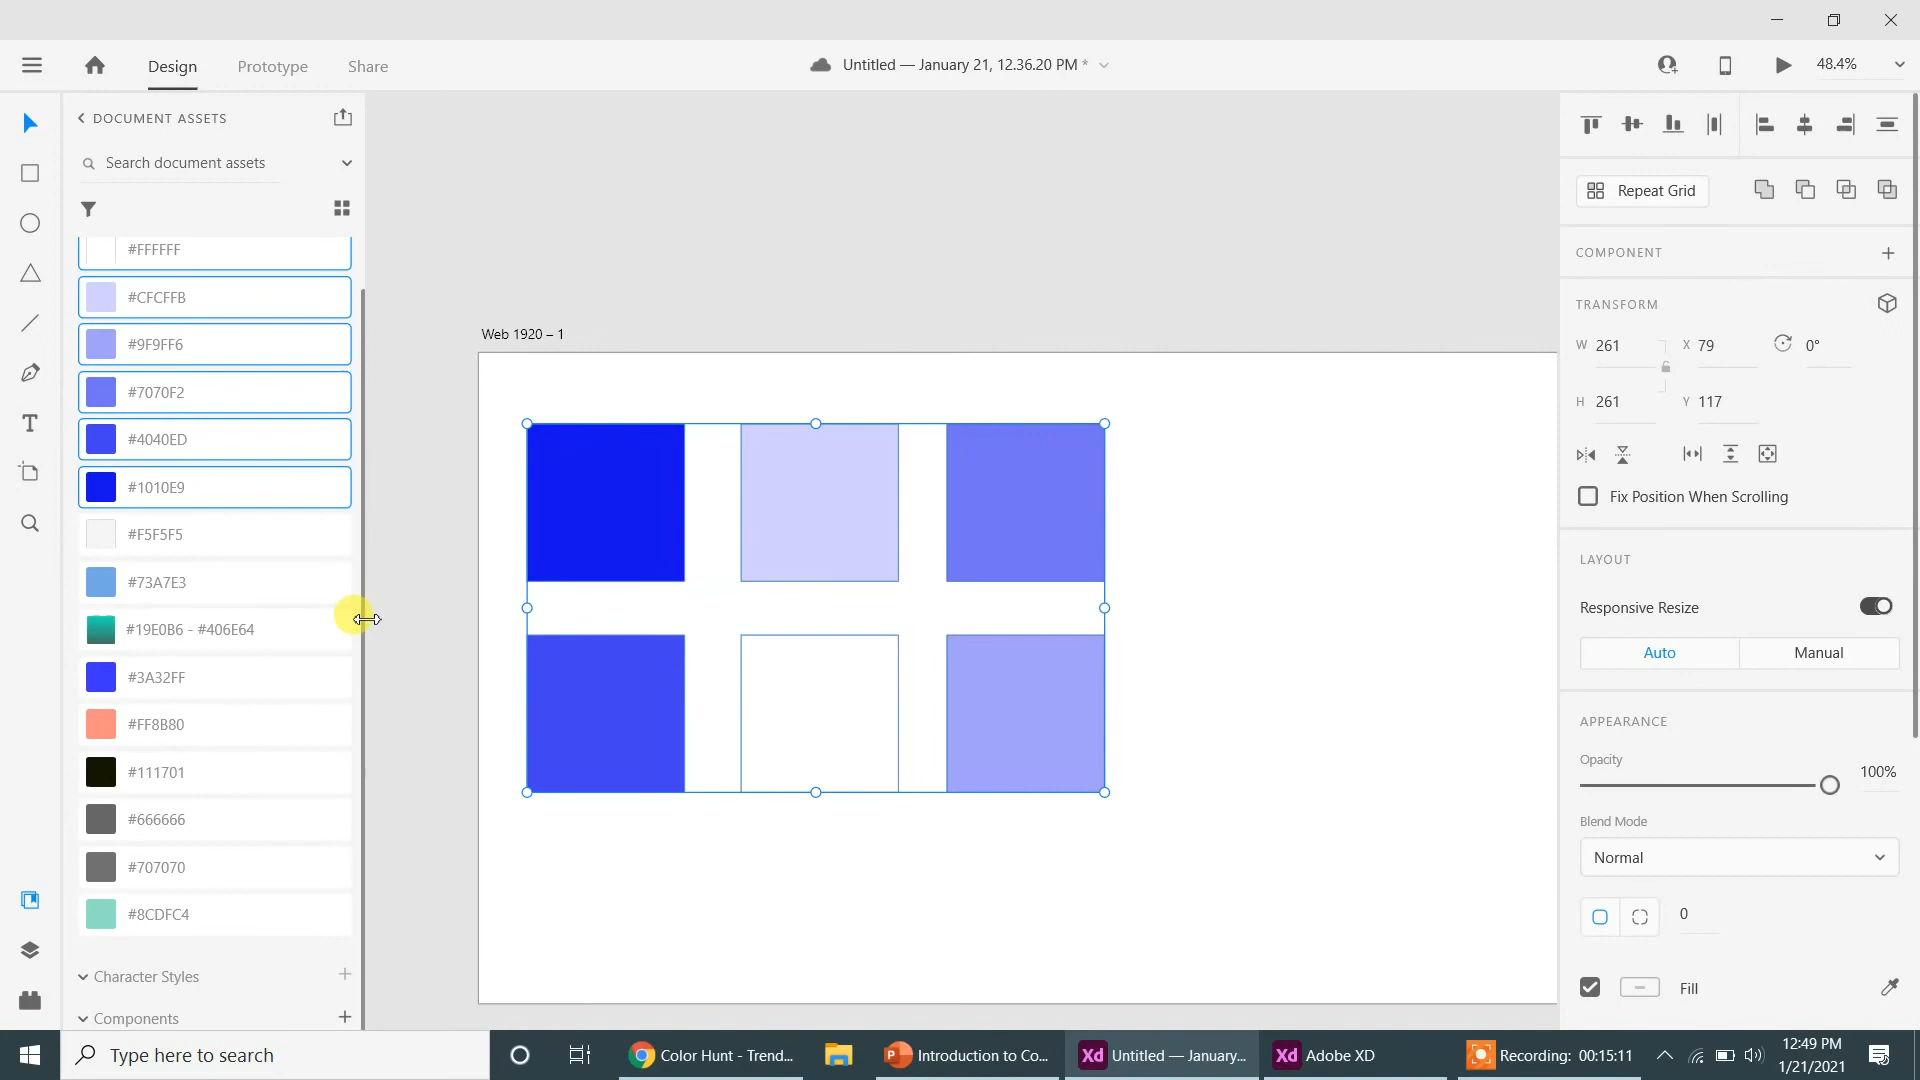 Design
Prototype
Share
Untitled — January 21, 12.36.20 PM *
48.4%
DOCUMENT ASSETS
Search document assets
#FFFFFF
#CFCFFB
#9F9FF6
#7070F2
#4040ED
#1010E9
#F5F5F5
#73A7E3
#19E0B6 - #406E64
#3A32FF
#FF8B80
#111701
#666666
#707070
#8CDFC4
Character Styles
Components
Web 1920 – 1
Repeat Grid
COMPONENT
TRANSFORM
W 261 X 79 0°
H 261 Y 117
Fix Position When Scrolling
LAYOUT
Responsive Resize
Auto Manual
APPEARANCE
Opacity
100%
Blend Mode
Normal
0
Fill
Type here to search
Color Hunt - Trend...
P Introduction to Co...
Xd Untitled — January...
Xd Adobe XD
Recording: 00:15:11
12:49 PM
1/21/2021